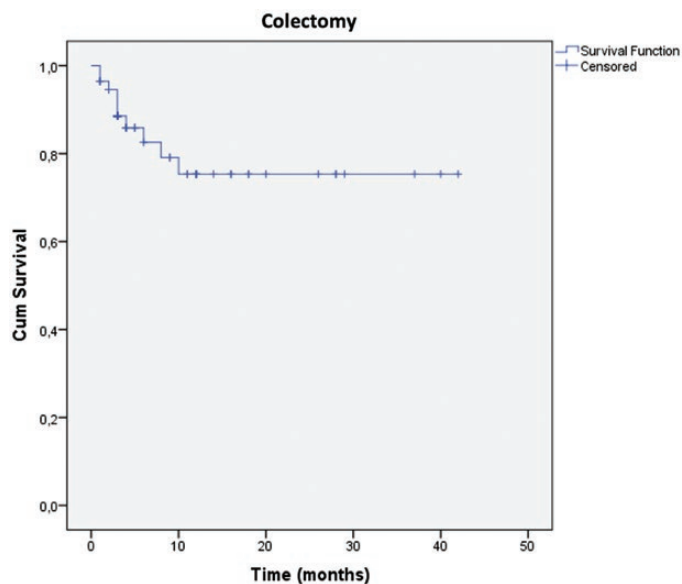 Colectomy
Survival Function
Censored
1,0
0,8
0,6
0,4
0,2
0,0
Cum Survival
0 10 20 30 40 50
Time (months)